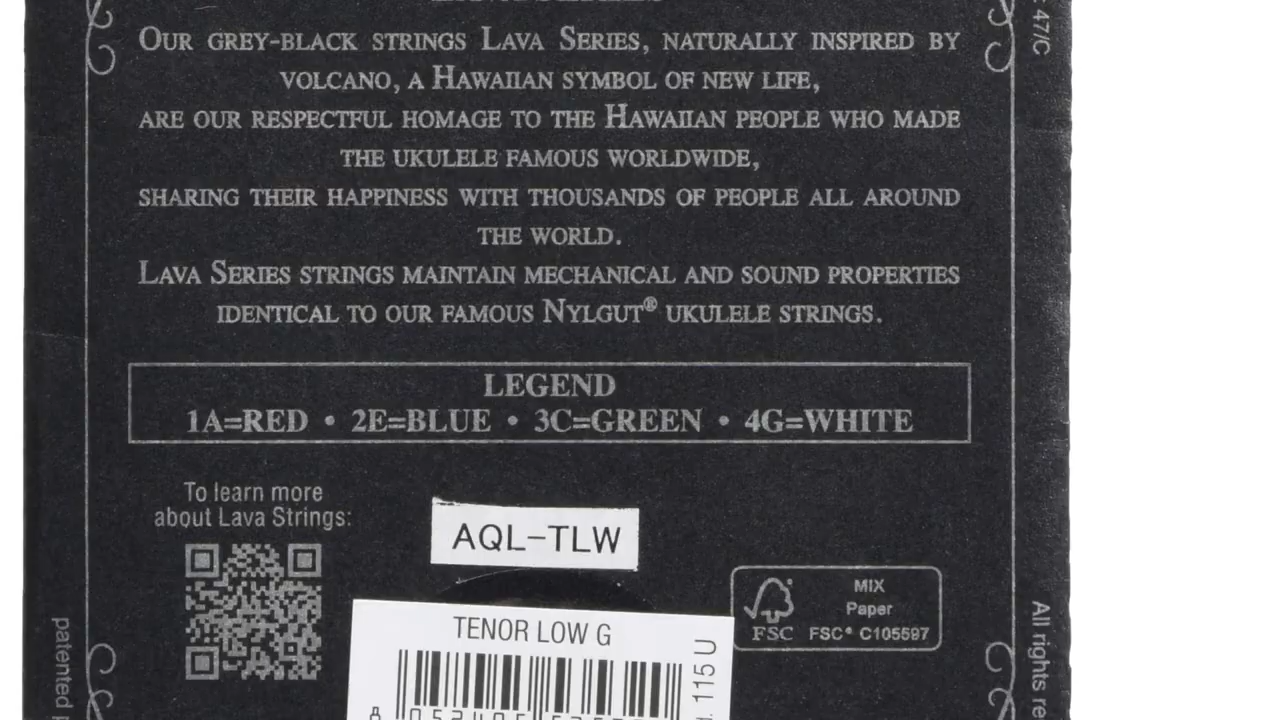 OUR GREY-BLACK STRINGS LAVA SERIES, NATURALLY INSPIRED BY
VOLCANO, A HAWAIIAN SYMBOL OF NEW LIFE,
ARE OUR RESPECTFUL HOMAGE TO THE HAWAIIAN PEOPLE WHO MADE
THE UKULELE FAMOUS WORLDWIDE,
SHARING THEIR HAPPINESS WITH THOUSANDS OF PEOPLE ALL AROUND
THE WORLD.
LAVA SERIES STRINGS MAINTAIN MECHANICAL AND SOUND PROPERTIES
IDENTICAL TO OUR FAMOUS NYLGUT® UKULELE STRINGS.
LEGEND
1A=RED • 2E=BLUE • 3C=GREEN • 4G=WHITE
To learn more
about Lava Strings:
AQL-TLW
MIX
Paper
FSC FSC® C105597
TENOR LOW G
115 U
patented
All rights
47/C